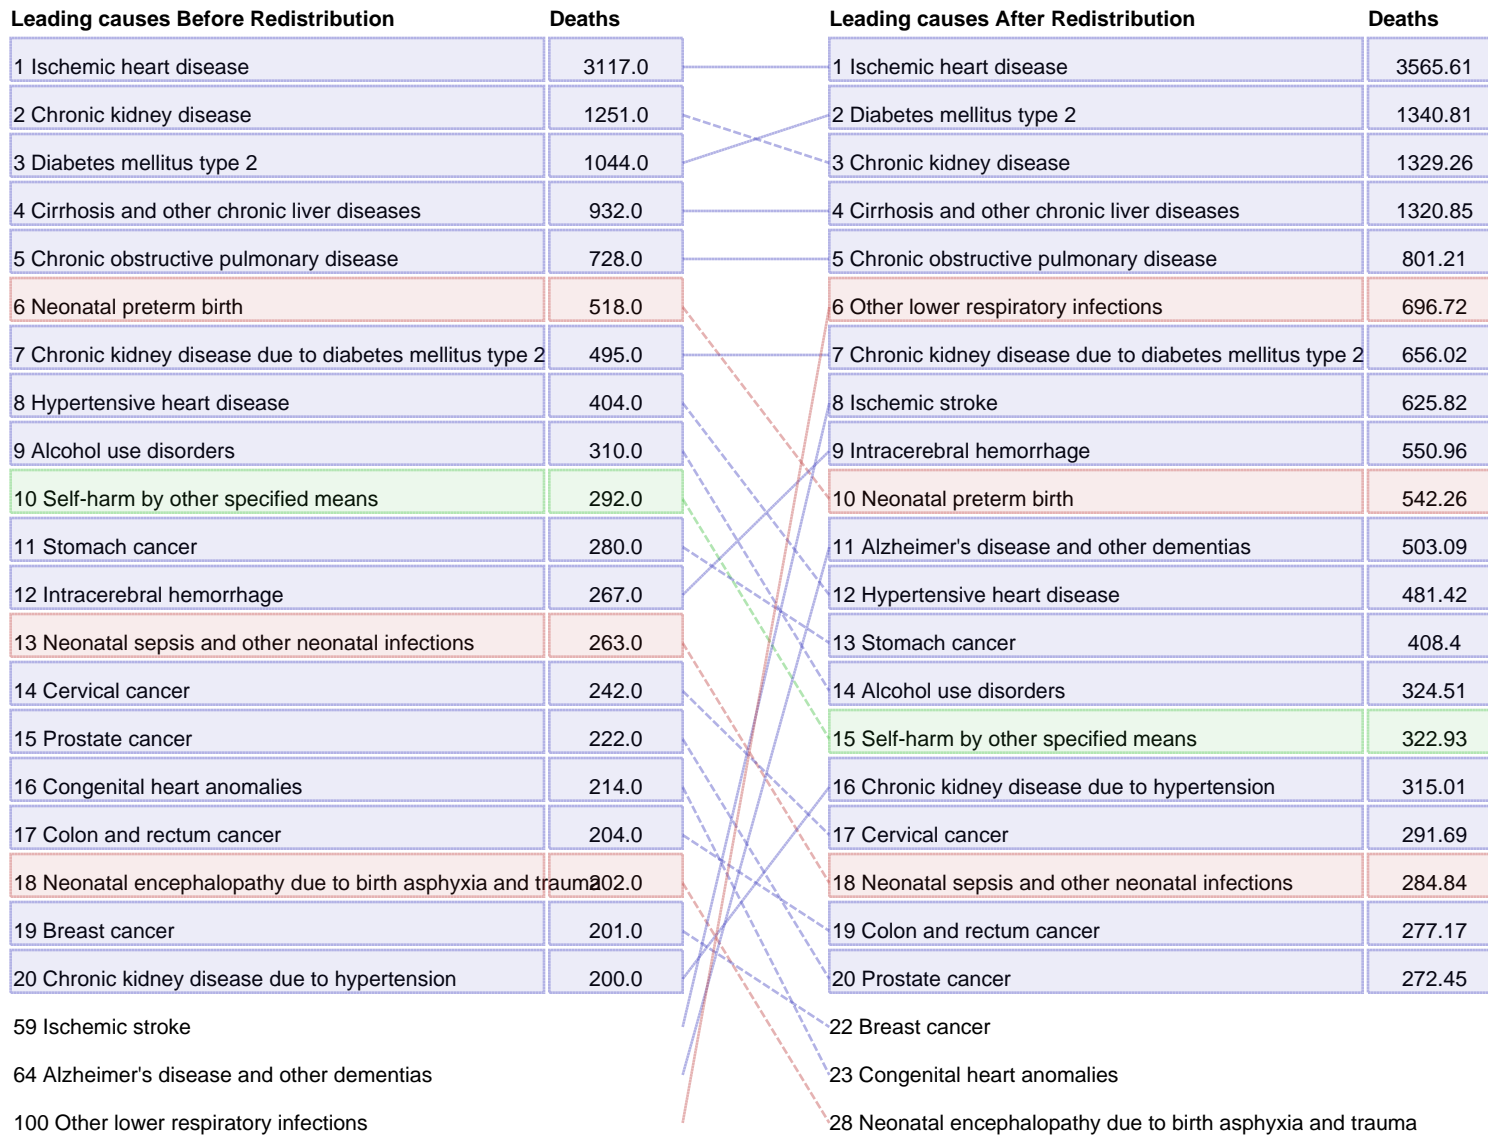 Leading causes Before Redistribution Deaths Leading causes After Redistribution Deaths
1 Ischemic heart disease 3117.0 1 Ischemic heart disease 3565.61
2 Chronic kidney disease 1251.0 2 Diabetes mellitus type 2 1340.81
3 Diabetes mellitus type 2 1044.0 3 Chronic kidney disease 1329.26
4 Cirrhosis and other chronic liver diseases 932.0 4 Cirrhosis and other chronic liver diseases 1320.85
5 Chronic obstructive pulmonary disease 728.0 5 Chronic obstructive pulmonary disease 801.21
6 Neonatal preterm birth 518.0 6 Other lower respiratory infections 696.72
7 Chronic kidney disease due to diabetes mellitus type 2 495.0 7 Chronic kidney disease due to diabetes mellitus type 2 656.02
8 Hypertensive heart disease 404.0 8 Ischemic stroke 625.82
9 Alcohol use disorders 310.0 9 Intracerebral hemorrhage 550.96
10 Self-harm by other specified means 292.0 10 Neonatal preterm birth 542.26
11 Stomach cancer 280.0 11 Alzheimer's disease and other dementias 503.09
12 Intracerebral hemorrhage 267.0 12 Hypertensive heart disease 481.42
13 Neonatal sepsis and other neonatal infections 263.0 13 Stomach cancer 408.4
14 Cervical cancer 242.0 14 Alcohol use disorders 324.51
15 Prostate cancer 222.0 15 Self-harm by other specified means 322.93
16 Congenital heart anomalies 214.0 16 Chronic kidney disease due to hypertension 315.01
17 Colon and rectum cancer 204.0 17 Cervical cancer 291.69
18 Neonatal encephalopathy due to birth asphyxia and trauma 202.0 18 Neonatal sepsis and other neonatal infections 284.84
19 Breast cancer 201.0 19 Colon and rectum cancer 277.17
20 Chronic kidney disease due to hypertension 200.0 20 Prostate cancer 272.45
59 Ischemic stroke 22 Breast cancer
64 Alzheimer's disease and other dementias 23 Congenital heart anomalies
100 Other lower respiratory infections 28 Neonatal encephalopathy due to birth asphyxia and trauma